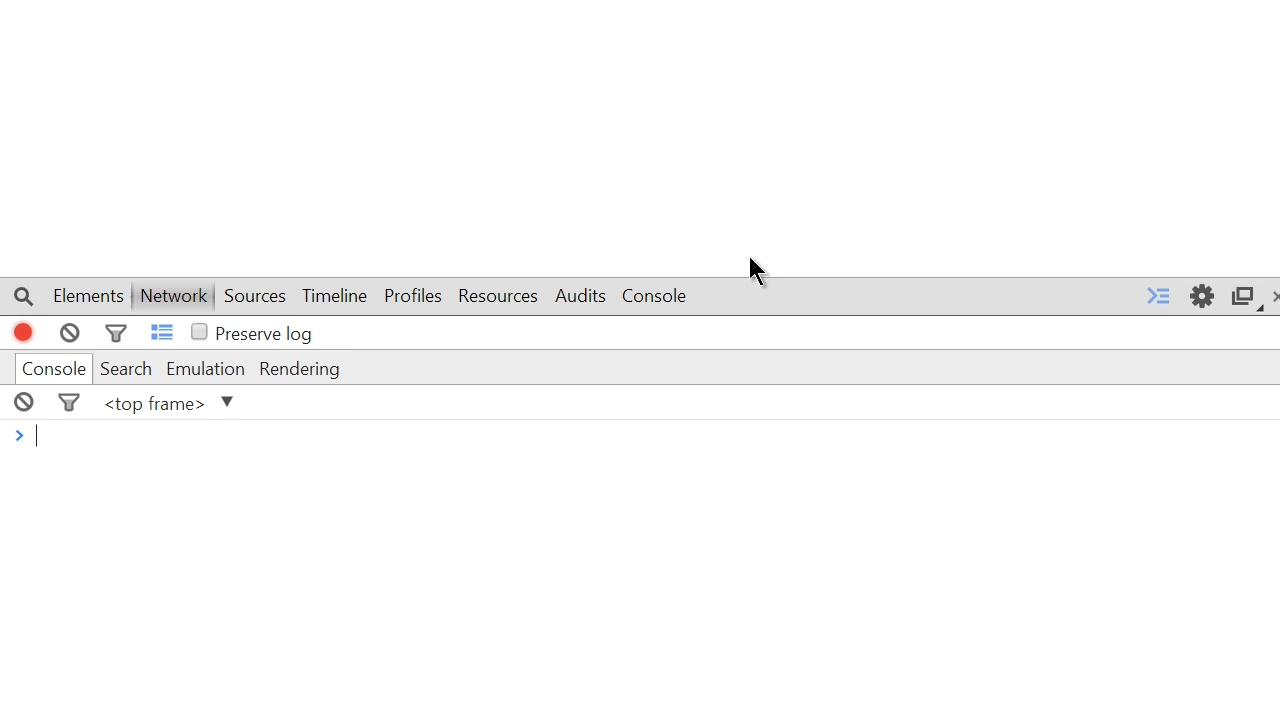 Elements Network Sources Timeline Profiles Resources Audits Console
Preserve log
Console Search Emulation Rendering
<top frame> ▼
>